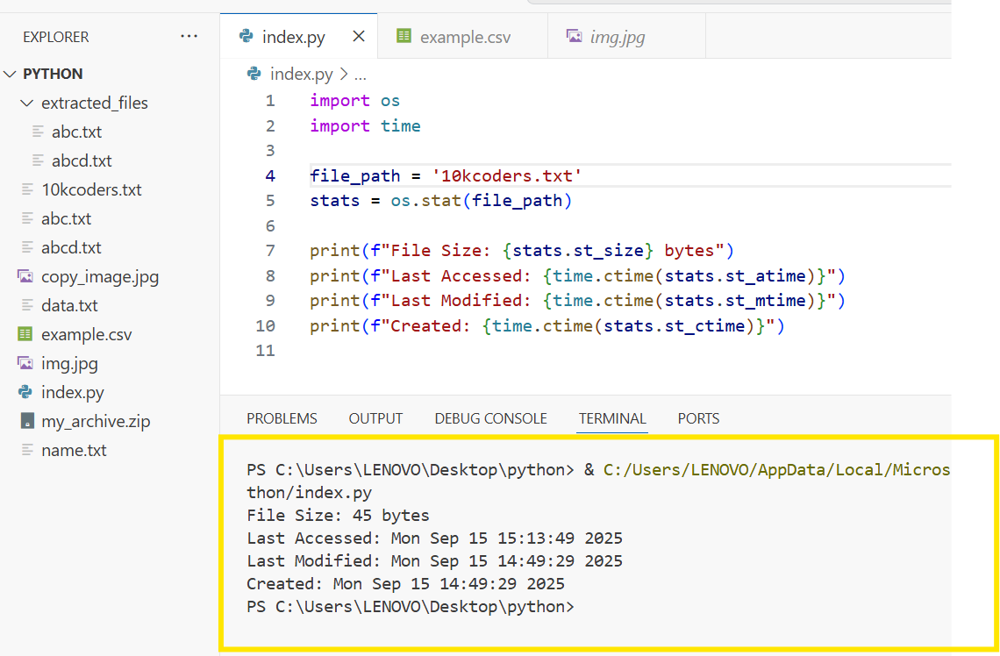 EXPLORER
...
PYTHON
extracted_files
abc.txt
abcd.txt
10kcoders.txt
abc.txt
abcd.txt
copy_image.jpg
data.txt
example.csv
img.jpg
index.py
my_archive.zip
name.txt
index.py
example.csv
img.jpg
index.py > ...
1 import os
2 import time
3
4 file_path = '10kcoders.txt'
5 stats = os.stat(file_path)
6
7 print(f"File Size: {stats.st_size} bytes")
8 print(f"Last Accessed: {time.ctime(stats.st_atime)}")
9 print(f"Last Modified: {time.ctime(stats.st_mtime)}")
10 print(f"Created: {time.ctime(stats.st_ctime)}")
11
PROBLEMS OUTPUT DEBUG CONSOLE TERMINAL PORTS
PS C:\Users\LENOVO\Desktop\python> & C:/Users/LENOVO/AppData/Local/Micros
thon/index.py
File Size: 45 bytes
Last Accessed: Mon Sep 15 15:13:49 2025
Last Modified: Mon Sep 15 14:49:29 2025
Created: Mon Sep 15 14:49:29 2025
PS C:\Users\LENOVO\Desktop\python>